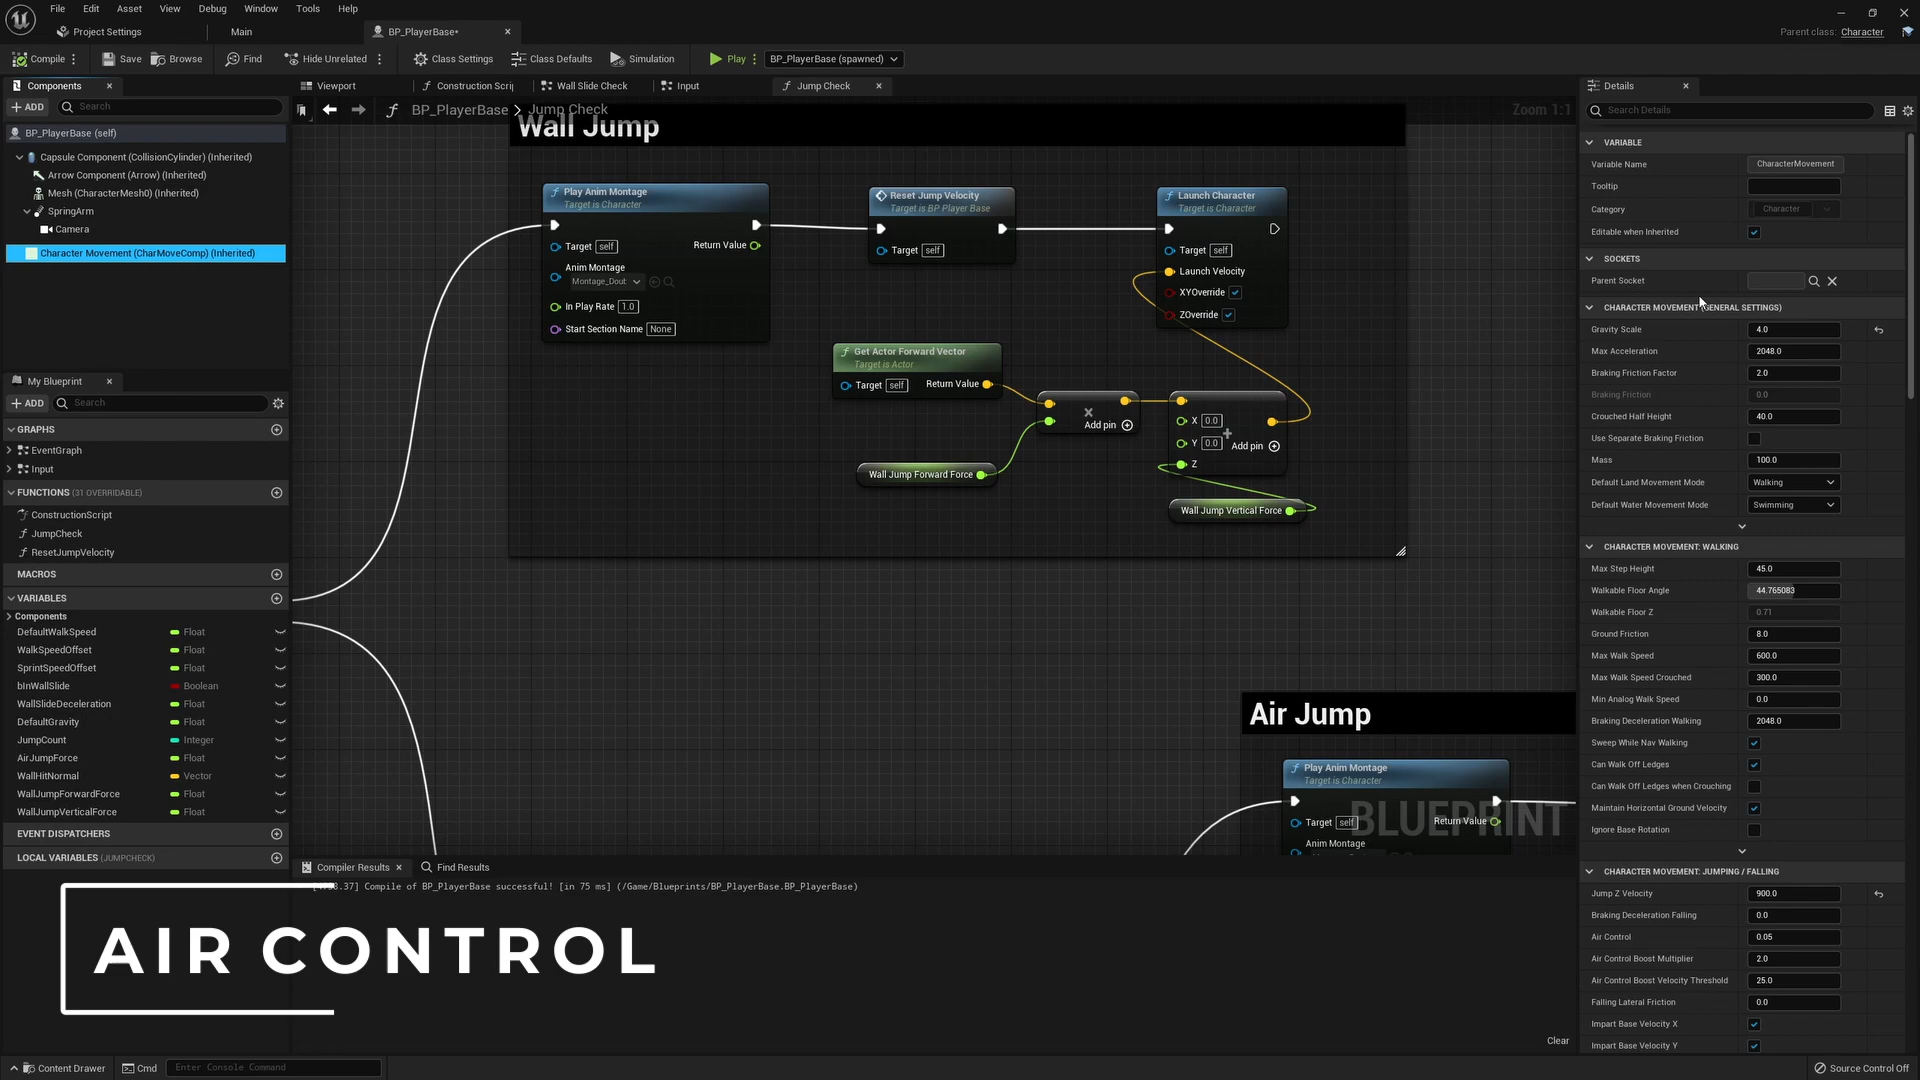 File Edit Asset View Debug Window Tools Help
Project Settings Main BP_PlayerBase*
Parent class: Character
Compile Save Browse Find Hide Unrelated Class Settings Class Defaults Simulation Play BP_PlayerBase (spawned)
Components
ADD Search
BP_PlayerBase (self)
Capsule Component (CollisionCylinder) (Inherited)
Arrow Component (Arrow) (Inherited)
Mesh (CharacterMesh0) (Inherited)
SpringArm
Camera
Character Movement (CharMoveComp) (Inherited)
My Blueprint
ADD Search
GRAPHS
EventGraph
Input
FUNCTIONS (31 OVERRIDABLE)
ConstructionScript
JumpCheck
ResetJumpVelocity
MACROS
VARIABLES
Components
DefaultWalkSpeed Float
WalkSpeedOffset Float
SprintSpeedOffset Float
bInWallSlide Boolean
WallSlideDeceleration Float
DefaultGravity Float
JumpCount Integer
AirJumpForce Float
WallHitNormal Vector
WallJumpForwardForce Float
WallJumpVerticalForce Float
EVENT DISPATCHERS
LOCAL VARIABLES (JUMPCHECK)
Viewport Construction Scrip Wall Slide Check Input Jump Check
BP_PlayerBase > Jump Check
Zoom 1:1
Wall Jump
Play Anim Montage
Target is Character
Target self
Return Value
Anim Montage
Montage_Doub
In Play Rate 1.0
Start Section Name None
Reset Jump Velocity
Target is BP Player Base
Target self
Launch Character
Target is Character
Target self
Launch Velocity
XYOverride
ZOverride
Get Actor Forward Vector
Target is Actor
Target self Return Value
Add pin
X 0.0
Y 0.0 Add pin
Z
Wall Jump Forward Force
Wall Jump Vertical Force
Air Jump
Play Anim Montage
Target is Character
Target self Return Value
Anim Montage
BLUEPRINT
Compiler Results Find Results
Compile of BP_PlayerBase successful! [in 75 ms] (/Game/Blueprints/BP_PlayerBase.BP_PlayerBase)
Clear
AIR CONTROL
Details
Search Details
VARIABLE
Variable Name CharacterMovement
Tooltip
Category Character
Editable when Inherited
SOCKETS
Parent Socket
CHARACTER MOVEMENT (GENERAL SETTINGS)
Gravity Scale 4.0
Max Acceleration 2048.0
Braking Friction Factor 2.0
Braking Friction 0.0
Crouched Half Height 40.0
Use Separate Braking Friction
Mass 100.0
Default Land Movement Mode Walking
Default Water Movement Mode Swimming
CHARACTER MOVEMENT: WALKING
Max Step Height 45.0
Walkable Floor Angle 44.765083
Walkable Floor Z 0.71
Ground Friction 8.0
Max Walk Speed 600.0
Max Walk Speed Crouched 300.0
Min Analog Walk Speed 0.0
Braking Deceleration Walking 2048.0
Sweep While Nav Walking
Can Walk Off Ledges
Can Walk Off Ledges when Crouching
Maintain Horizontal Ground Velocity
Ignore Base Rotation
CHARACTER MOVEMENT: JUMPING / FALLING
Jump Z Velocity 900.0
Braking Deceleration Falling 0.0
Air Control 0.05
Air Control Boost Multiplier 2.0
Air Control Boost Velocity Threshold 25.0
Falling Lateral Friction 0.0
Impart Base Velocity X
Impart Base Velocity Y
Content Drawer Cmd Enter Console Command
Source Control Off